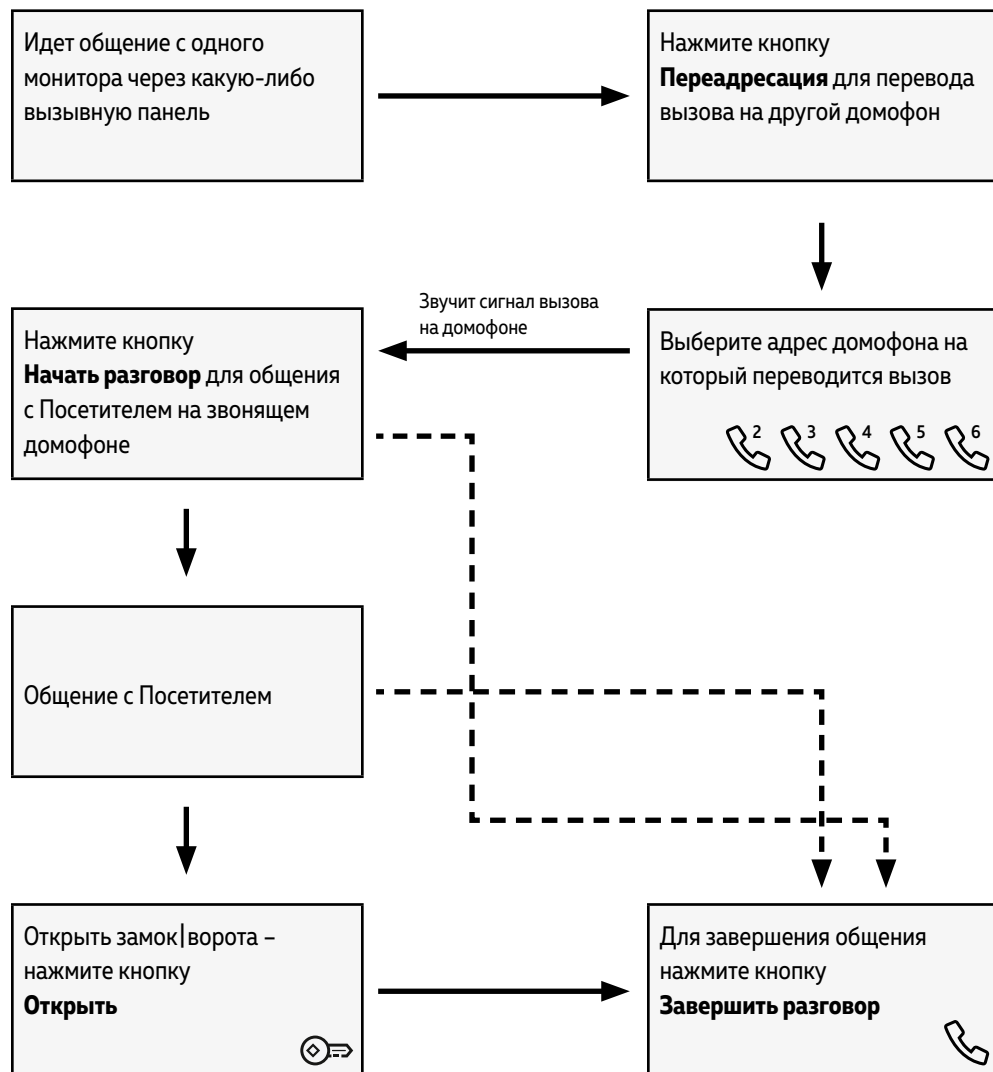 Идет общение с одного
монитора через какую-либо
вызывную панель
Нажмите кнопку
Переадресация для перевода
вызова на другой домофон
Звучит сигнал вызова
на домофоне
Нажмите кнопку
Начать разговор для общения
с Посетителем на звонящем
домофоне
Выберите адрес домофона на
который переводится вызов
2 3 4 5 6
Общение с Посетителем
Открыть замок|ворота –
нажмите кнопку
Открыть
Для завершения общения
нажмите кнопку
Завершить разговор